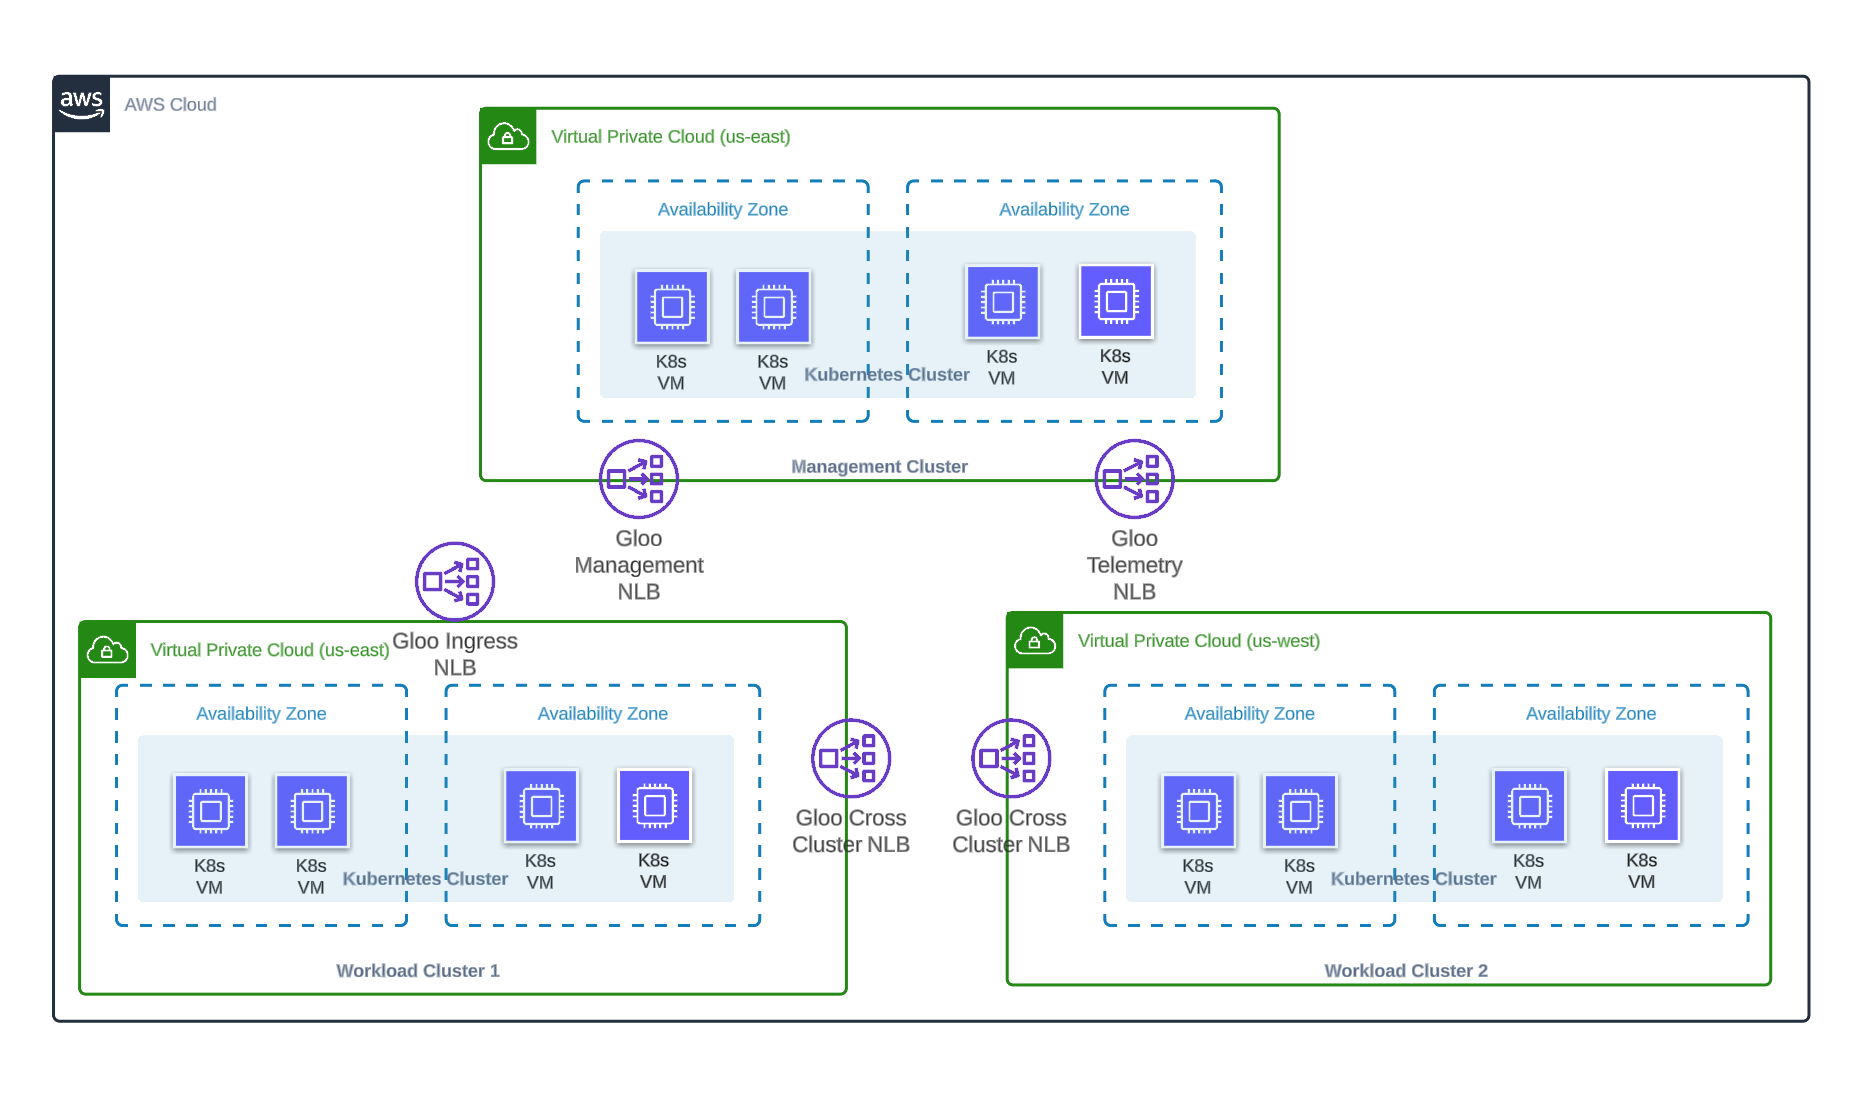 aws
AWS Cloud
Virtual Private Cloud (us-east)
Availability Zone
Availability Zone
K8s
VM
K8s
VM
K8s
VM
K8s
VM
Kubernetes Cluster
Management Cluster
Gloo
Management
NLB
Gloo
Telemetry
NLB
Gloo Ingress
NLB
Virtual Private Cloud (us-east)
Availability Zone
Availability Zone
K8s
VM
K8s
VM
K8s
VM
K8s
VM
Kubernetes Cluster
Workload Cluster 1
Gloo Cross
Cluster NLB
Gloo Cross
Cluster NLB
Virtual Private Cloud (us-west)
Availability Zone
Availability Zone
K8s
VM
K8s
VM
K8s
VM
K8s
VM
Kubernetes Cluster
Workload Cluster 2